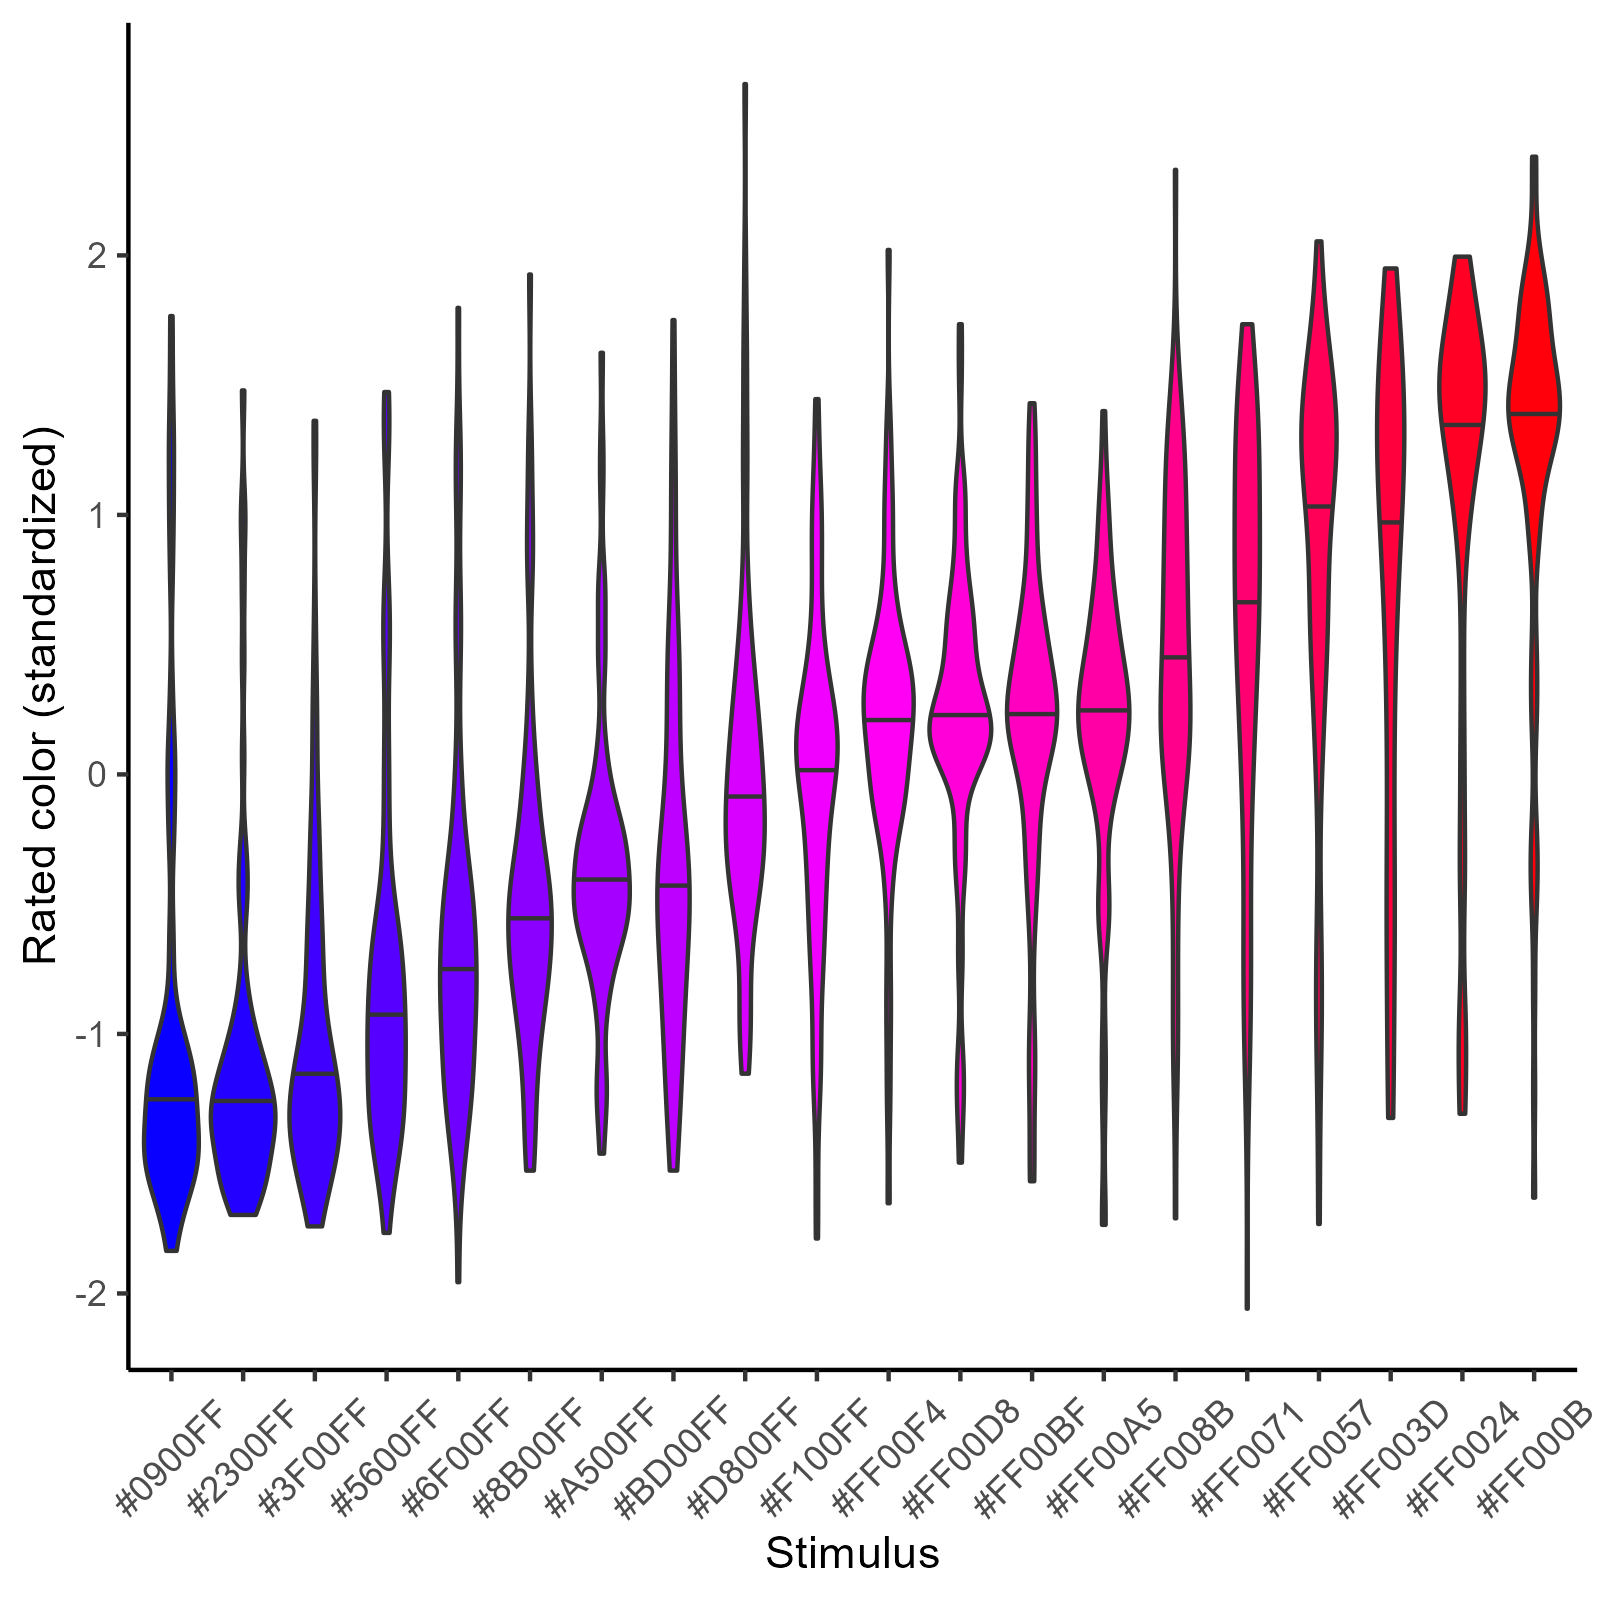 Rated color (standardized)
2
1
0
-1
-2
#0900FF
#2300FF
#3F00FF
#5600FF
#6F00FF
#8B00FF
#A500FF
#BD00FF
#D800FF
#F100FF
#FF00F4
#FF00D8
#FF00BF
#FF00A5
#FF008B
#FF0071
#FF0057
#FF003D
#FF0024
#FF000B
Stimulus